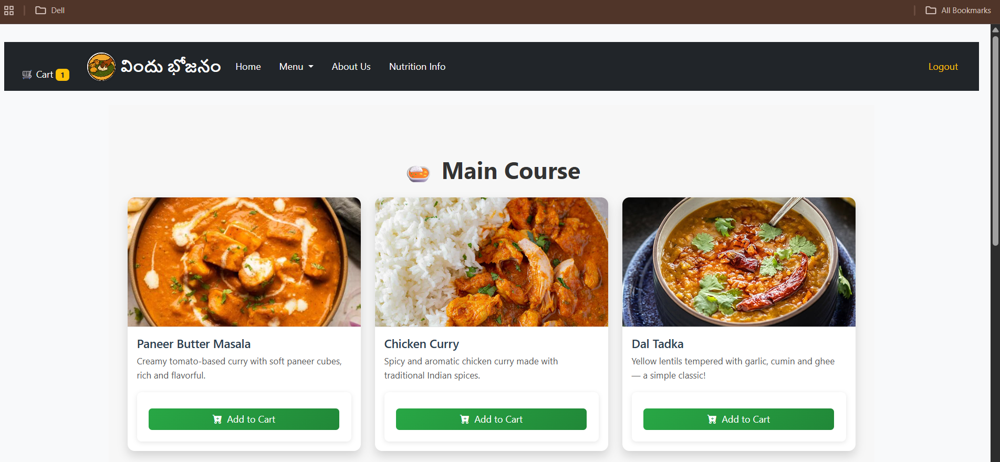 Dell
All Bookmarks
Cart 1
విందు భోజనం
Home
Menu
About Us
Nutrition Info
Logout
Main Course
Paneer Butter Masala
Creamy tomato-based curry with soft paneer cubes,
rich and flavorful.
Add to Cart
Chicken Curry
Spicy and aromatic chicken curry made with
traditional Indian spices.
Add to Cart
Dal Tadka
Yellow lentils tempered with garlic, cumin and ghee
— a simple classic!
Add to Cart